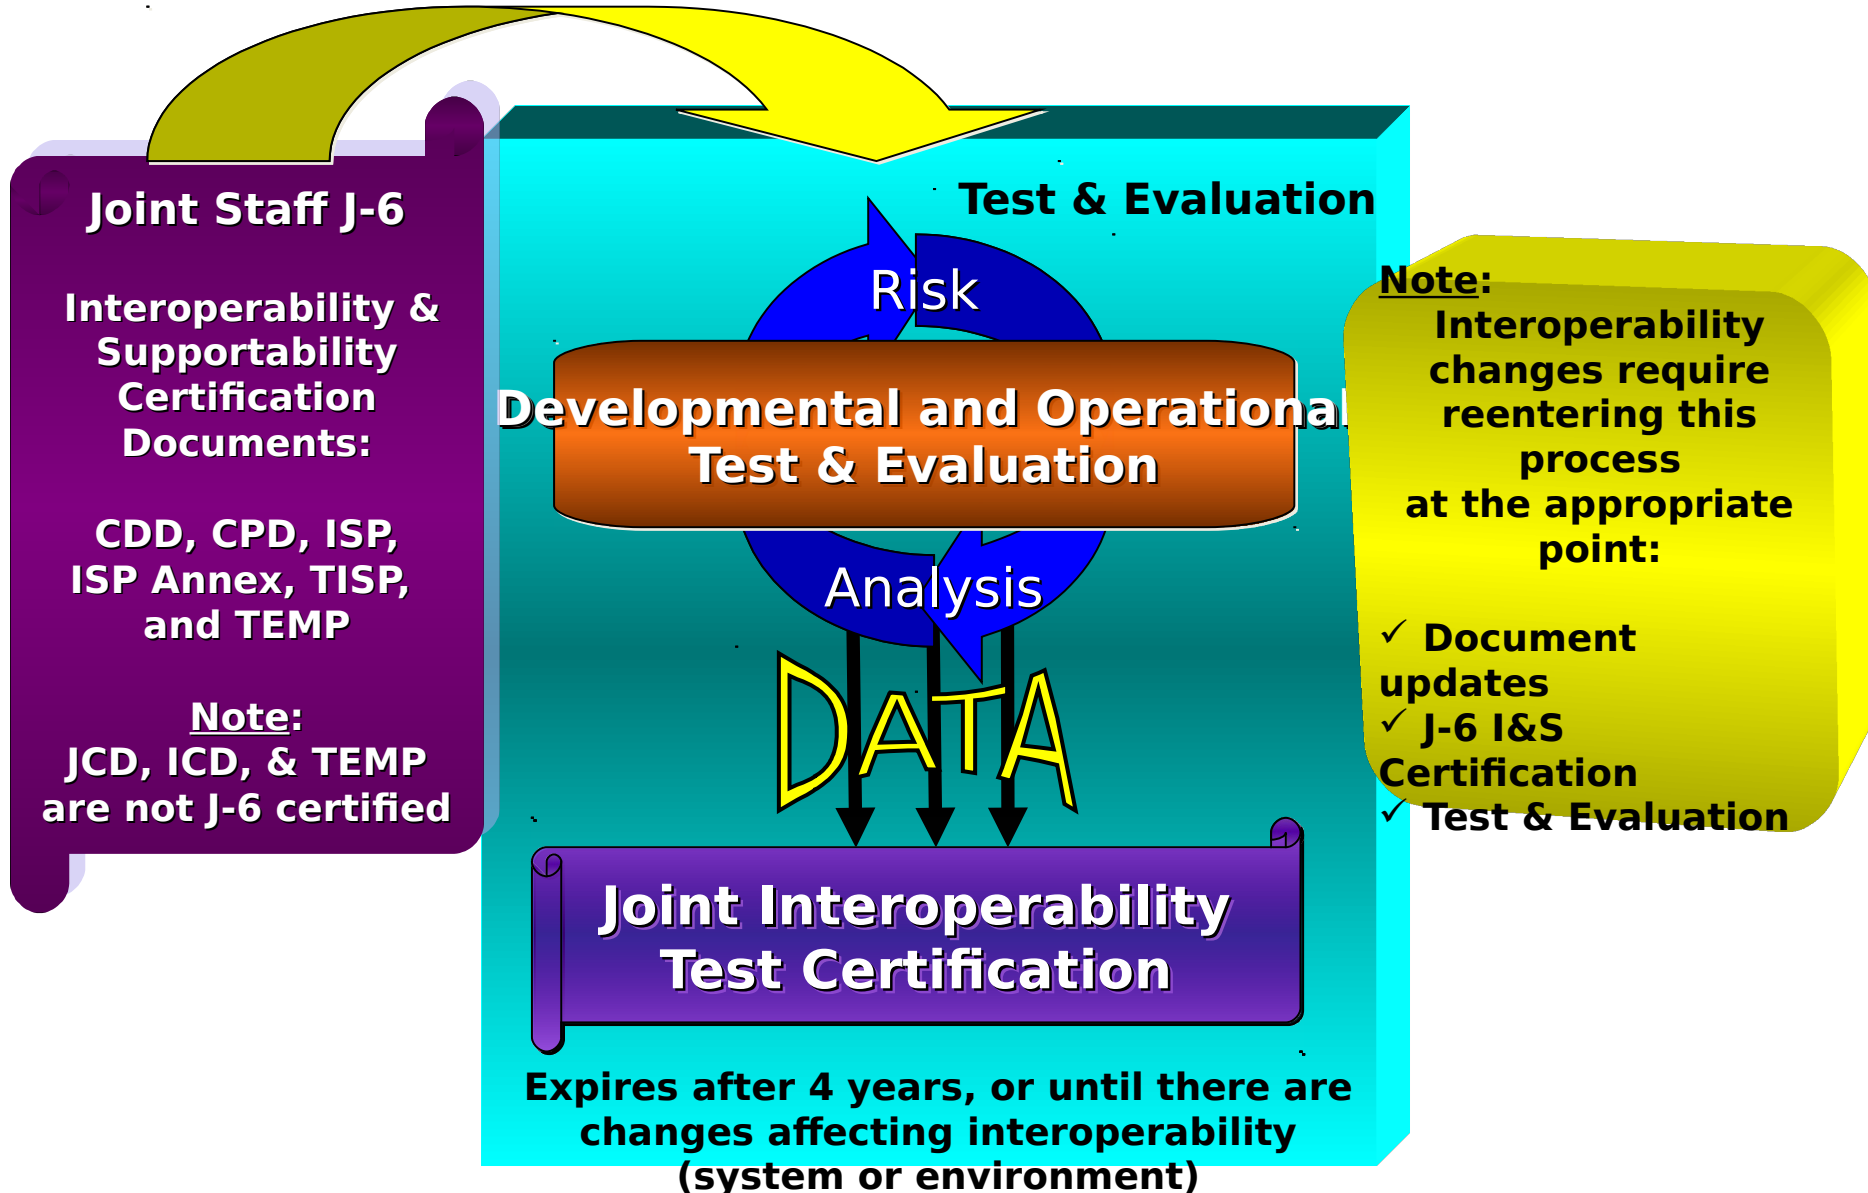 Joint Staff J-6
Interoperability &
Supportability
Certification
Documents:
CDD, CPD, ISP,
ISP Annex, TISP,
and TEMP
Note:
JCD, ICD, & TEMP
are not J-6 certified
Test & Evaluation
Risk
Developmental and Operational
Test & Evaluation
Analysis
DATA
Joint Interoperability
Test Certification
Expires after 4 years, or until there are
changes affecting interoperability
(system or environment)
Note:
Interoperability
changes require
reentering this
process
at the appropriate
point:
✓ Document
updates
✓ J-6 I&S
Certification
✓ Test & Evaluation